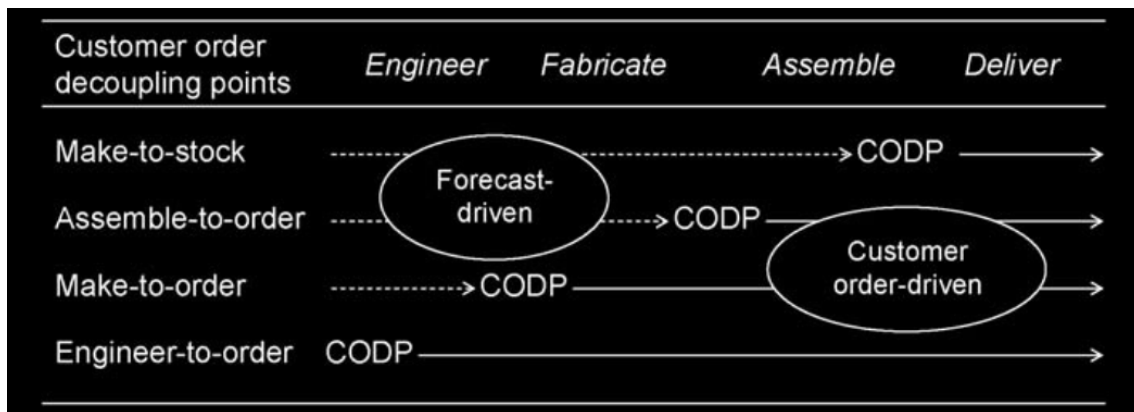 Customer order
decoupling points
Engineer Fabricate Assemble Deliver
Make-to-stock CODP
Forecast-
driven
Assemble-to-order CODP
Customer
order-driven
Make-to-order CODP
Engineer-to-order CODP